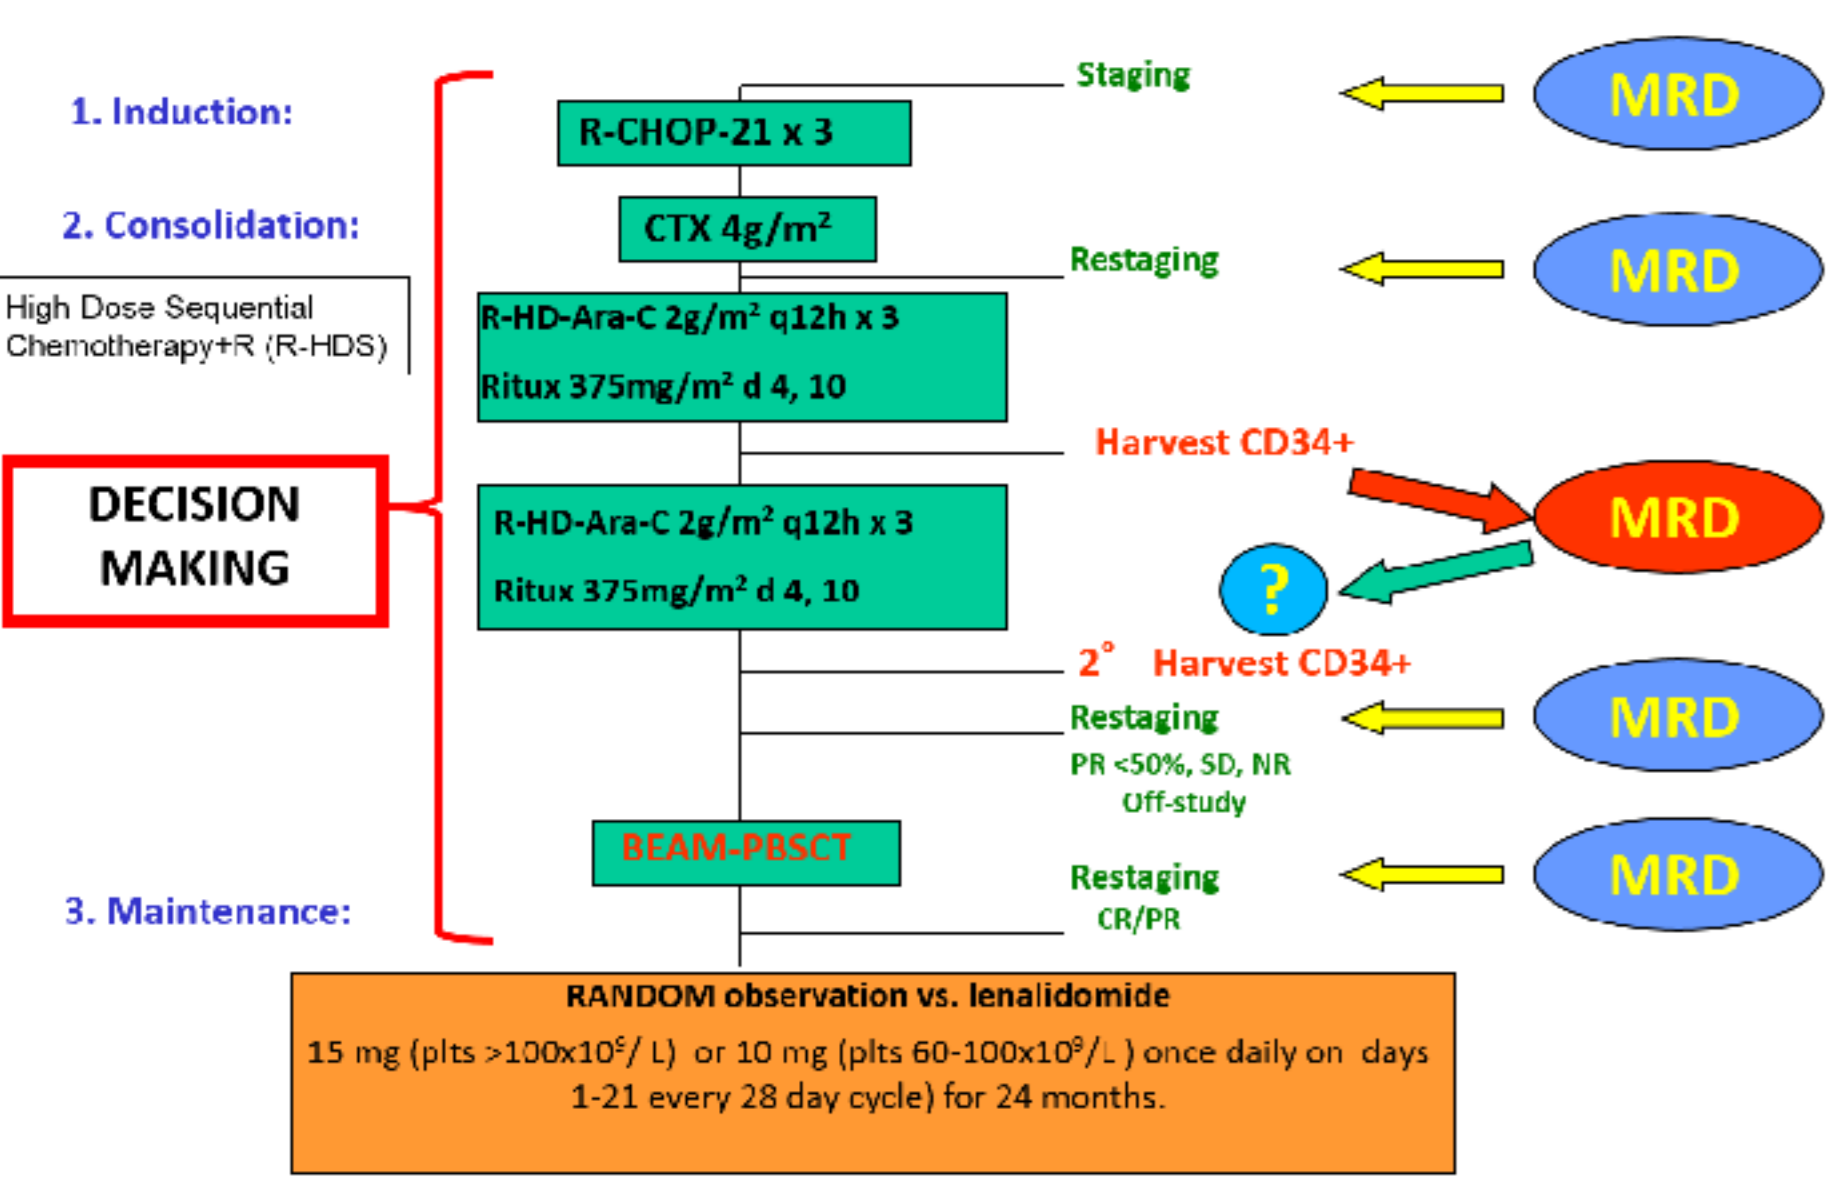 Staging
MRD
1. Induction:
R-CHOP-21 x 3
2. Consolidation:
CTX 4g/m²
Restaging
MRD
High Dose Sequential
Chemotherapy+R (R-HDS)
R-HD-Ara-C 2g/m² q12h x 3
Ritux 375mg/m² d 4, 10
Harvest CD34+
DECISION
MAKING
MRD
R-HD-Ara-C 2g/m² q12h x 3
Ritux 375mg/m² d 4, 10
?
2° Harvest CD34+
Restaging
MRD
PR <50%, SD, NR
Off-study
BEAM-PBSCT
Restaging
MRD
CR/PR
3. Maintenance:
RANDOM observation vs. lenalidomide
15 mg (plts >100x10⁹/ L) or 10 mg (plts 60-100x10⁹/L ) once daily on days
1-21 every 28 day cycle) for 24 months.